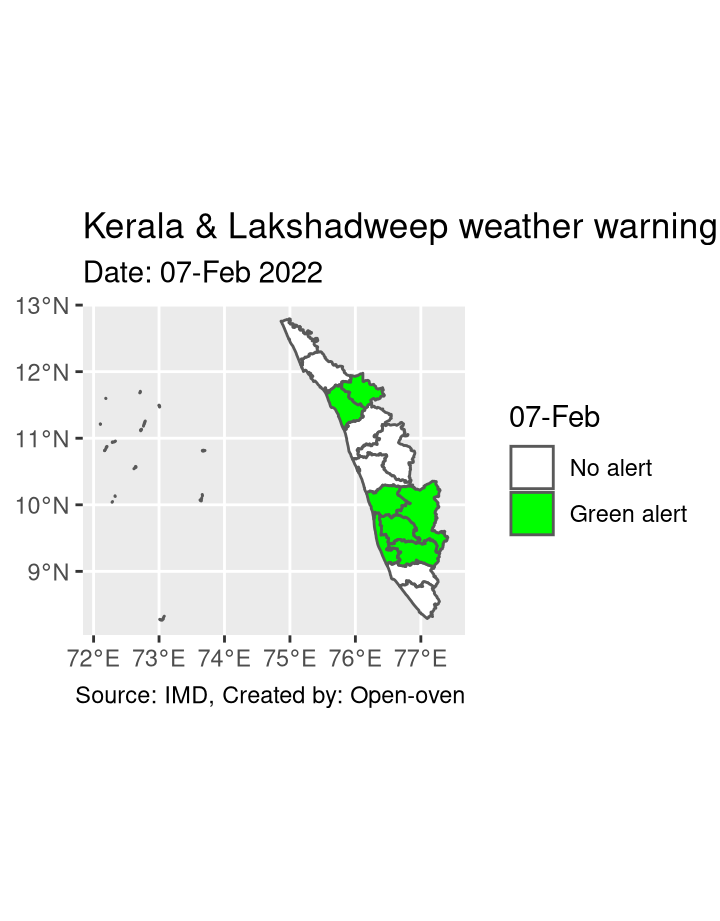 Kerala & Lakshadweep weather warning
Date: 07-Feb 2022
13°N
12°N
11°N
10°N
9°N
72°E 73°E 74°E 75°E 76°E 77°E
Source: IMD, Created by: Open-oven
07-Feb
No alert
Green alert